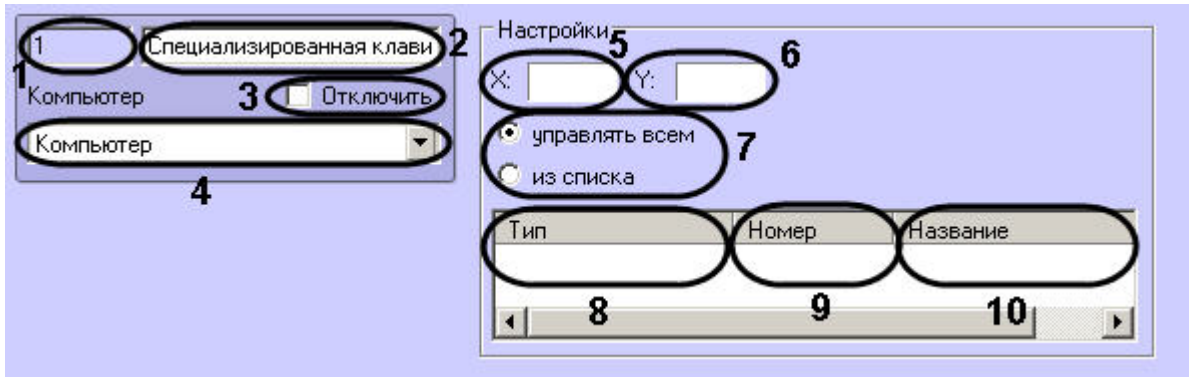 1 Специализированная клави 2
1
Компьютер 3 Отключить
Компьютер
4
Настройки
5 6
X: Y:
управлять всем
7
из списка
Тип Номер Название
8 9 10